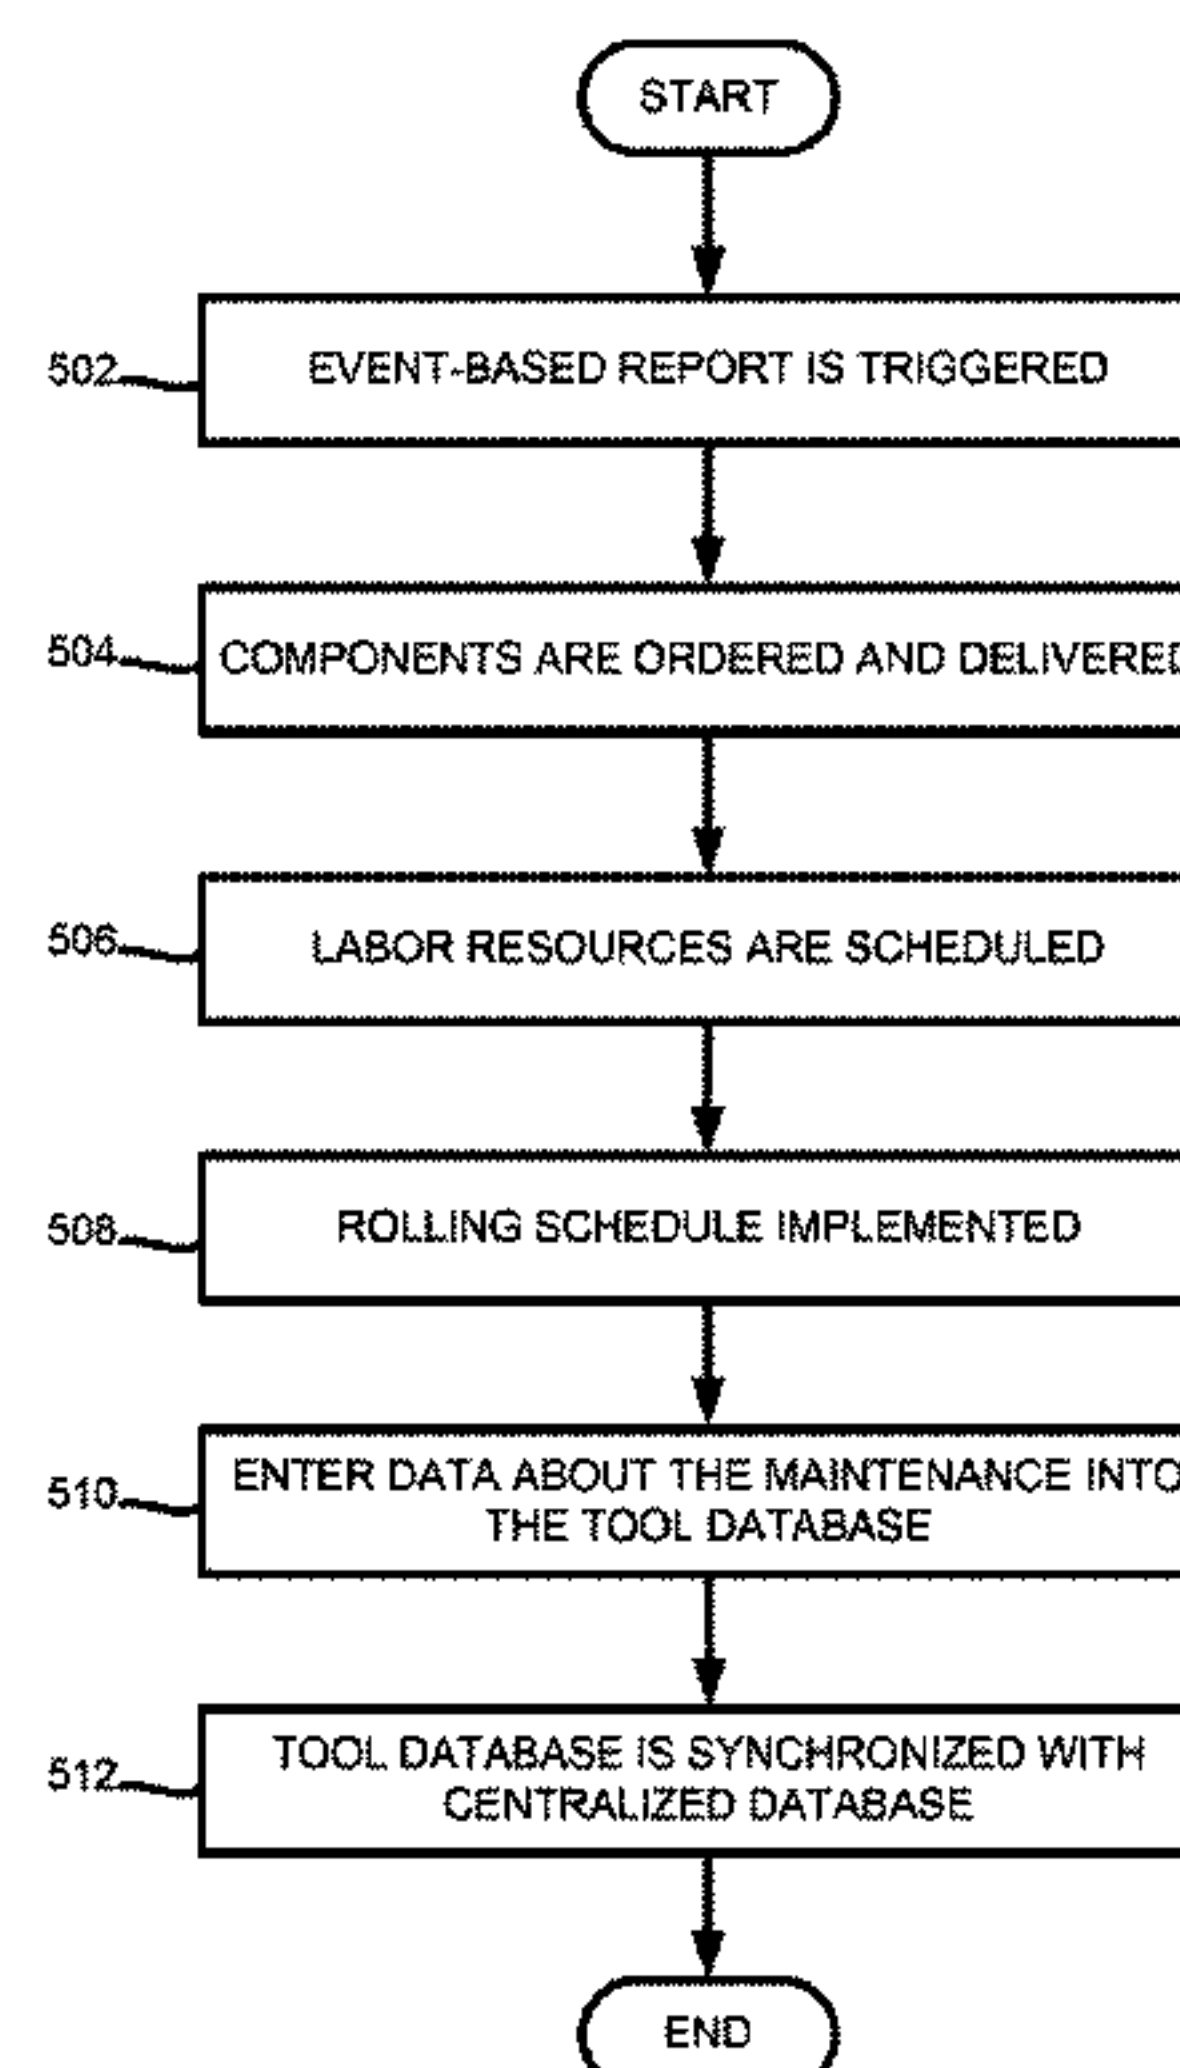 START
502
EVENT-BASED REPORT IS TRIGGERED
504
COMPONENTS ARE ORDERED AND DELIVERED
506
LABOR RESOURCES ARE SCHEDULED
508
ROLLING SCHEDULE IMPLEMENTED
510
ENTER DATA ABOUT THE MAINTENANCE INTO
THE TOOL DATABASE
512
TOOL DATABASE IS SYNCHRONIZED WITH
CENTRALIZED DATABASE
END